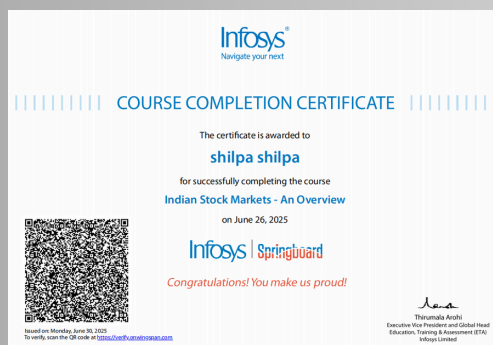 Infosys®
Navigate your next
COURSE COMPLETION CERTIFICATE
The certificate is awarded to
shilpa shilpa
for successfully completing the course
Indian Stock Markets - An Overview
on June 26, 2025
Infosys | Springboard
Congratulations! You make us proud!
Issued on: Monday, June 30, 2025
To verify, scan the QR code at https://verify.onwingspan.com
Thirumala Arohi
Executive Vice President and Global Head
Education, Training & Assessment (ETA)
Infosys Limited